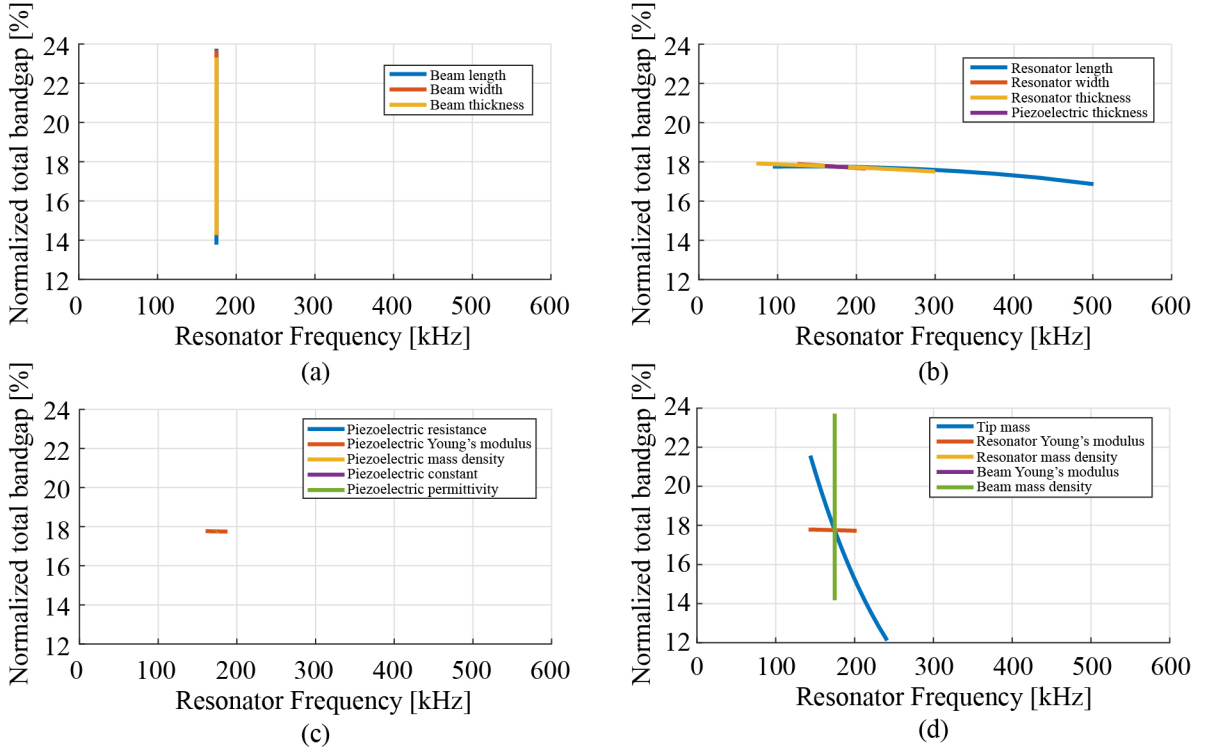 Normalized total bandgap [%]
24
22
20
18
16
14
12
0
100
200
300
400
500
600
Resonator Frequency [kHz]
Beam length
Beam width
Beam thickness
(a)
Normalized total bandgap [%]
24
22
20
18
16
14
12
0
100
200
300
400
500
600
Resonator Frequency [kHz]
Resonator length
Resonator width
Resonator thickness
Piezoelectric thickness
(b)
Normalized total bandgap [%]
24
22
20
18
16
14
12
0
100
200
300
400
500
600
Resonator Frequency [kHz]
Piezoelectric resistance
Piezoelectric Young's modulus
Piezoelectric mass density
Piezoelectric constant
Piezoelectric permittivity
(c)
Normalized total bandgap [%]
24
22
20
18
16
14
12
0
100
200
300
400
500
600
Resonator Frequency [kHz]
Tip mass
Resonator Young's modulus
Resonator mass density
Beam Young's modulus
Beam mass density
(d)